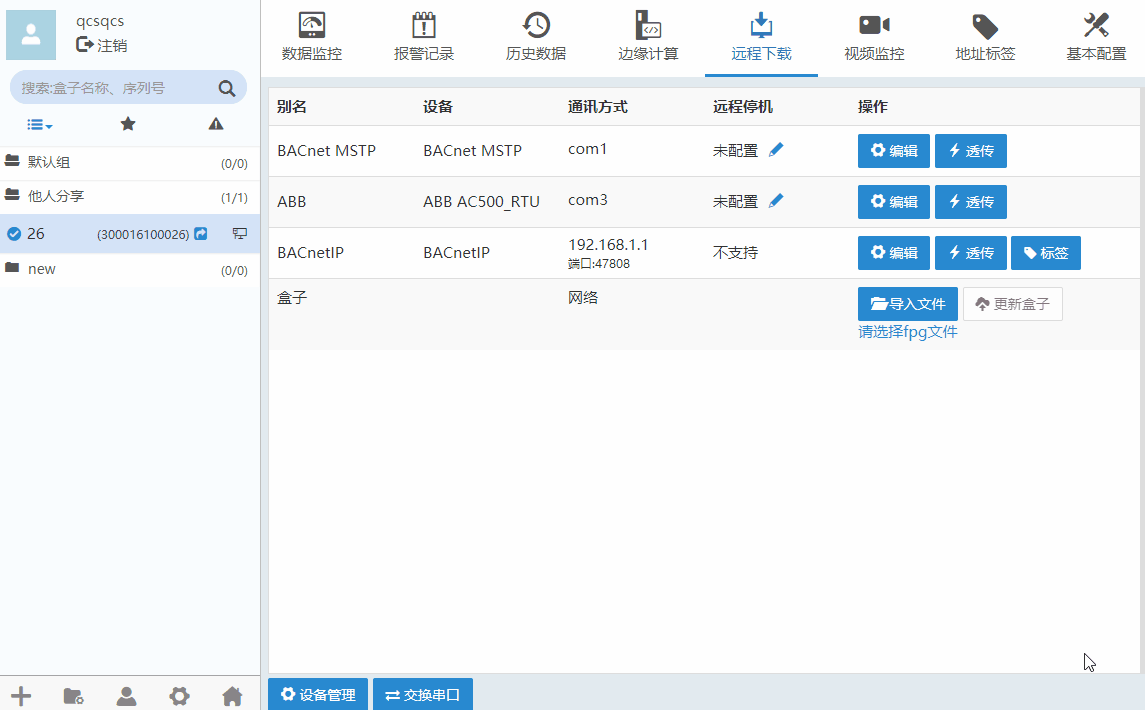 qcsqcs
注销
搜索:盒子名称、序列号
默认组 (0/0)
他人分享 (1/1)
26 (300016100026)
new (0/0)
数据监控 报警记录 历史数据 边缘计算 远程下载 视频监控 地址标签 基本配置
别名 设备 通讯方式 远程停机 操作
BACnet MSTP BACnet MSTP com1 未配置 编辑 透传
ABB ABB AC500_RTU com3 未配置 编辑 透传
BACnetIP BACnetIP 192.168.1.1 不支持 编辑 透传 标签
端口:47808
盒子 网络 导入文件 更新盒子
请选择fpg文件
设备管理 交换串口